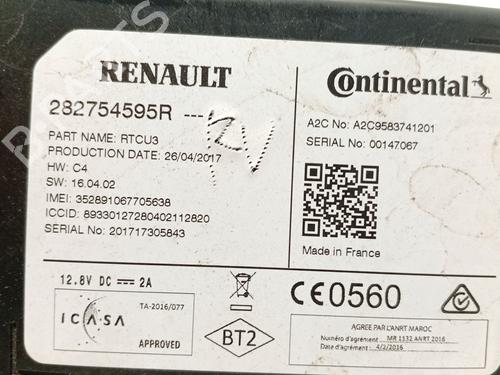 RENAULT
282754595R ---
PART NAME: RTCU3
PRODUCTION DATE: 26/04/2017
HW: C4
SW: 16.04.02
IMEI: 352891067705638
ICCID: 89330127280402112820
SERIAL No: 201717305843
Continental
A2C No: A2C9583741201
SERIAL No: 00147067
Made in France
12.8V DC 2A
ICASA
TA-2016/077
APPROVED
BT2
CE0560
AGREE PAR L'ANRT MAROC
Numéro d'agrément: MR 1132 ANRT 2016
Date d'agrément: 4/2/2016